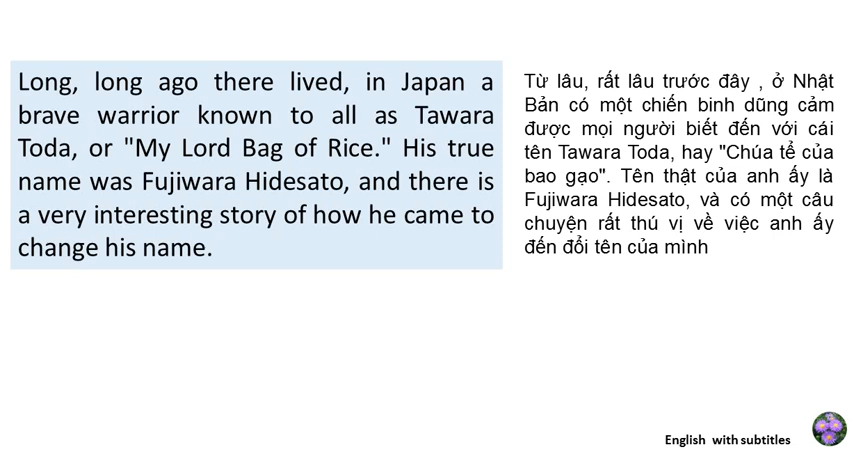 Long, long ago there lived, in Japan a
brave warrior known to all as Tawara
Toda, or "My Lord Bag of Rice." His true
name was Fujiwara Hidesato, and there is
a very interesting story of how he came to
change his name.
Từ lâu, rất lâu trước đây , ở Nhật
Bản có một chiến binh dũng cảm
được mọi người biết đến với cái
tên Tawara Toda, hay "Chúa tể của
bao gạo". Tên thật của anh ấy là
Fujiwara Hidesato, và có một câu
chuyện rất thú vị về việc anh ấy
đến đổi tên của mình
English with subtitles